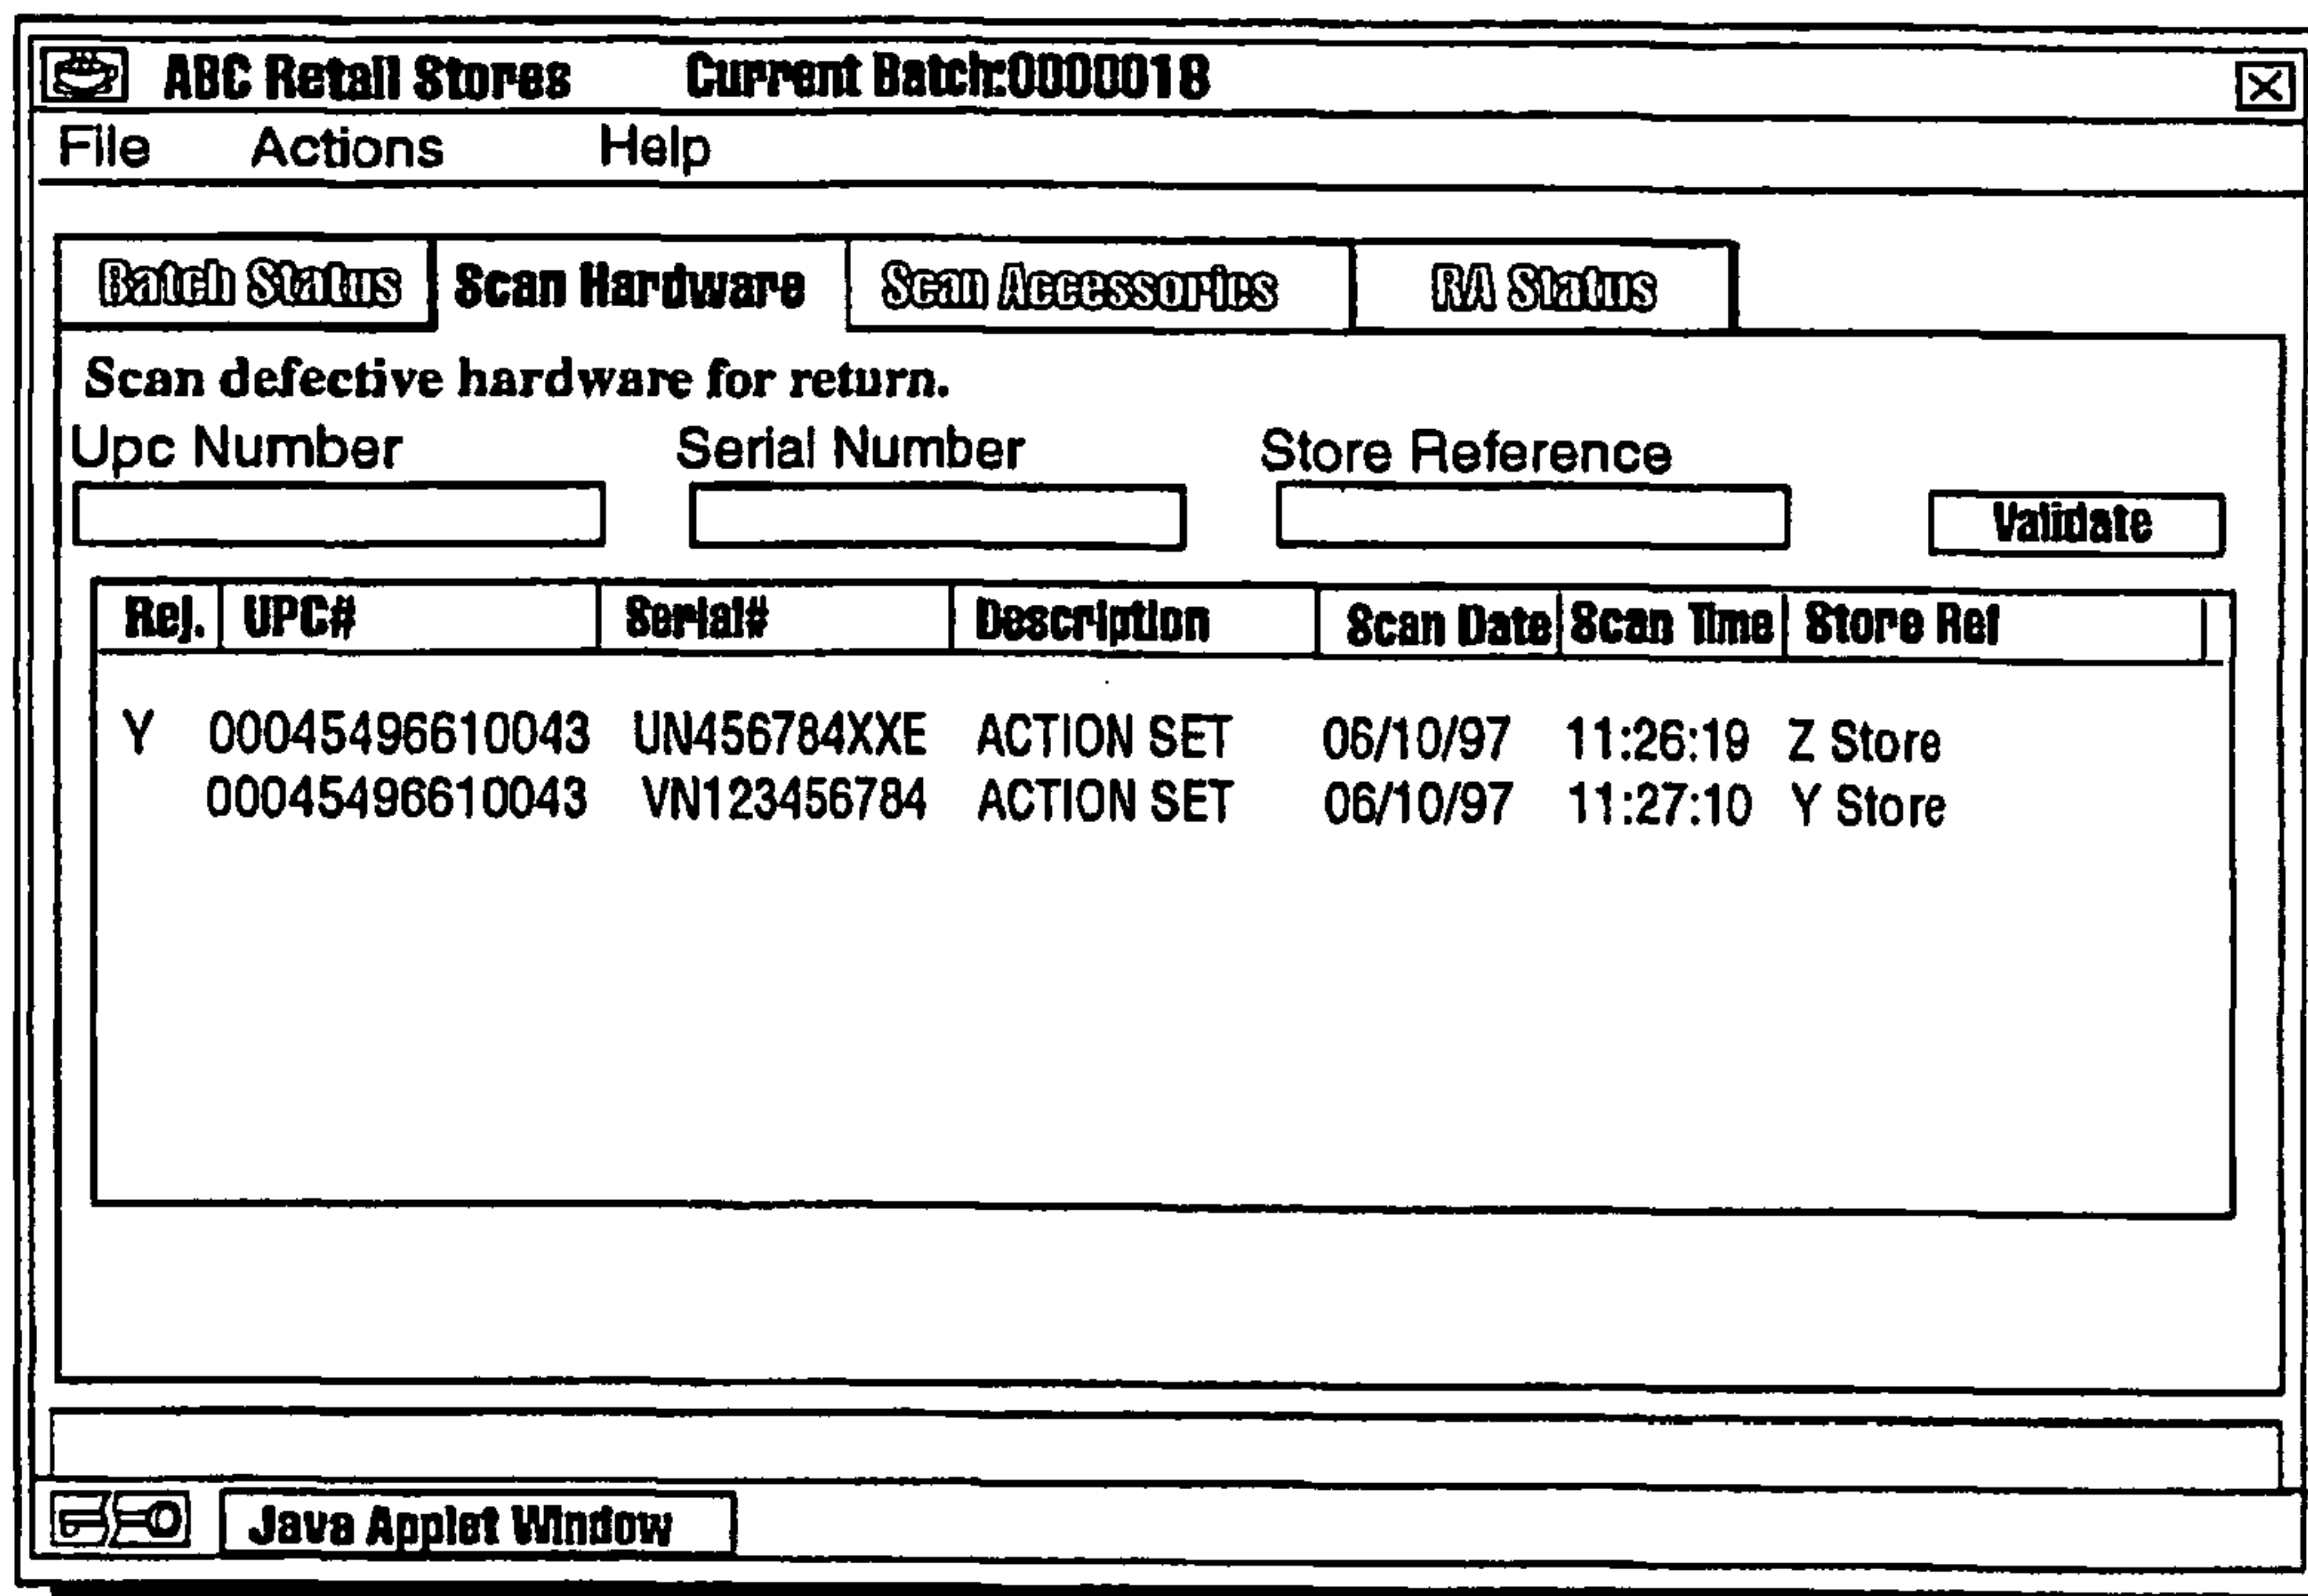 ABC Retail Stores Current Batch:0000018
File Actions Help
Batch Status Scan Hardware Scan Accessories RA Status
Scan defective hardware for return.
Upc Number Serial Number Store Reference
Validate
Rej. UPC# Serial# Description Scan Date Scan Time Store Ref
Y 00045496610043 UN456784XXE ACTION SET 06/10/97 11:26:19 Z Store
00045496610043 VN123456784 ACTION SET 06/10/97 11:27:10 Y Store
Java Applet Window